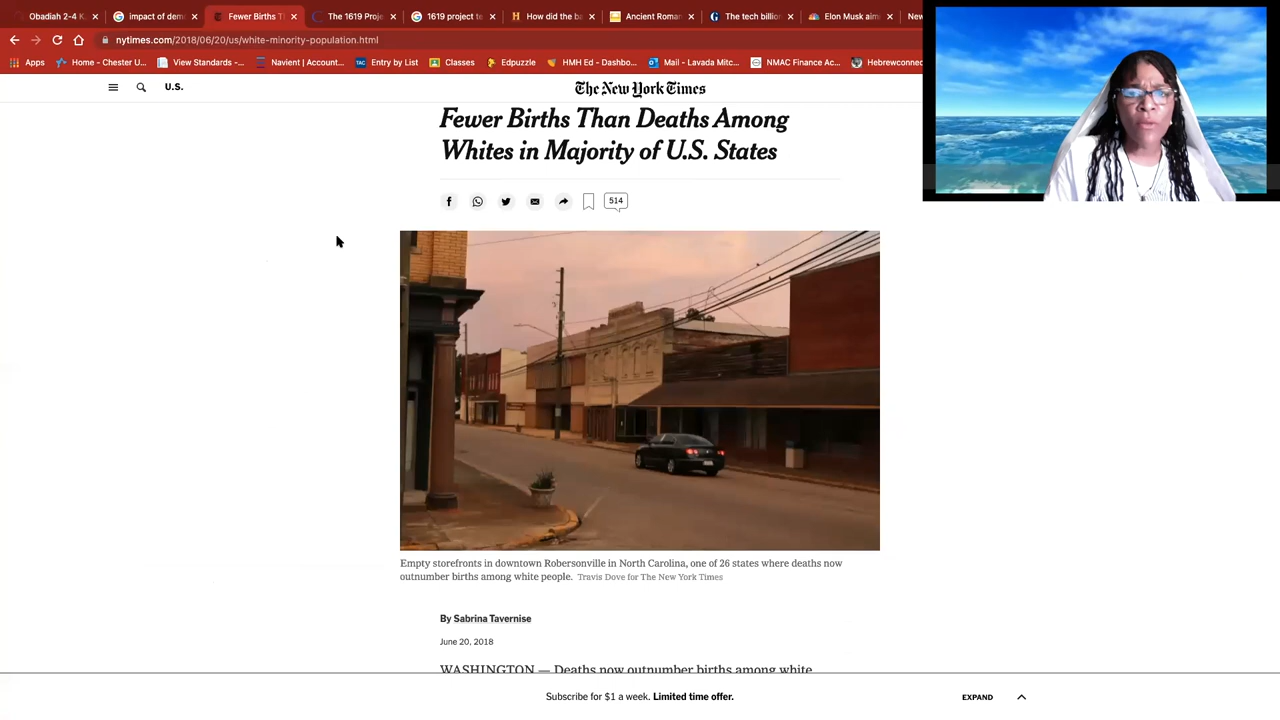 Obadiah 2-4 K
impact of dem
Fewer Births T
The 1619 Proje
1619 project te
How did the ba
Ancient Roman
The tech billion
Elon Musk aim
New
nytimes.com/2018/06/20/us/white-minority-population.html
Apps
Home - Chester U...
View Standards -...
Navient | Account...
TAC Entry by List
Classes
Edpuzzle
HMH Ed - Dashbo...
Mail - Lavada Mitc...
NMAC Finance Ac...
Hebrewconnec
U.S.
The New York Times
Fewer Births Than Deaths Among
Whites in Majority of U.S. States
514
Empty storefronts in downtown Robersonville in North Carolina, one of 26 states where deaths now
outnumber births among white people. Travis Dove for The New York Times
By Sabrina Tavernise
June 20, 2018
WASHINGTON — Deaths now outnumber births among white
Subscribe for $1 a week. Limited time offer.
EXPAND